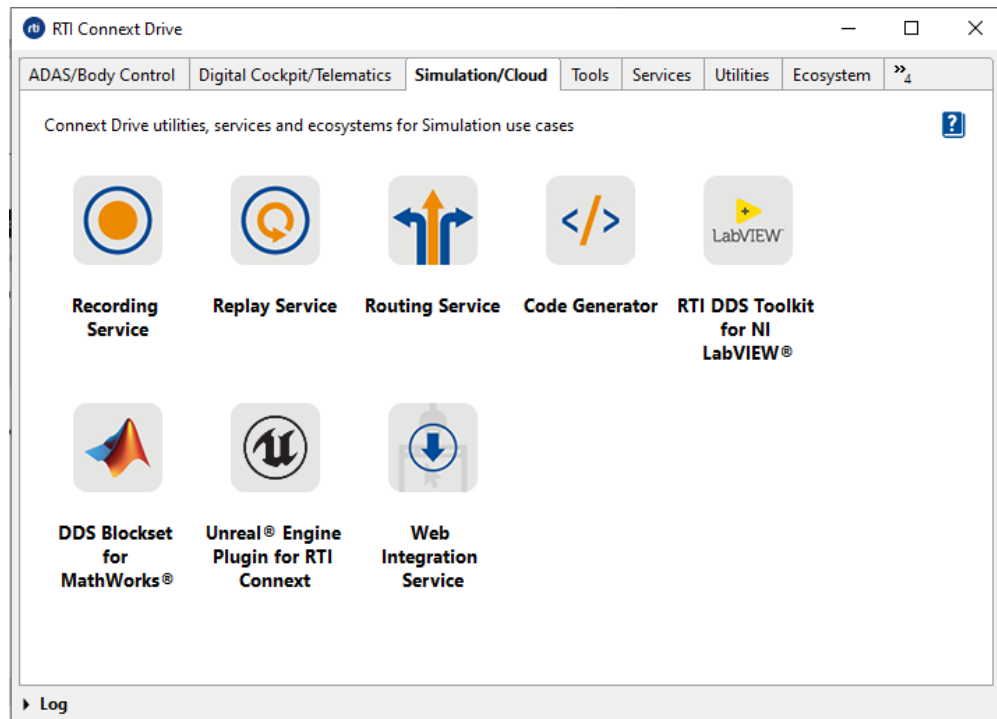 rti RTI Connext Drive
ADAS/Body Control Digital Cockpit/Telematics Simulation/Cloud Tools Services Utilities Ecosystem »4
Connext Drive utilities, services and ecosystems for Simulation use cases ?
</> LabVIEW
Recording Replay Service Routing Service Code Generator RTI DDS Toolkit
Service for NI
LabVIEW®
DDS Blockset Unreal® Engine Web
for Plugin for RTI Integration
MathWorks® Connext Service
Log